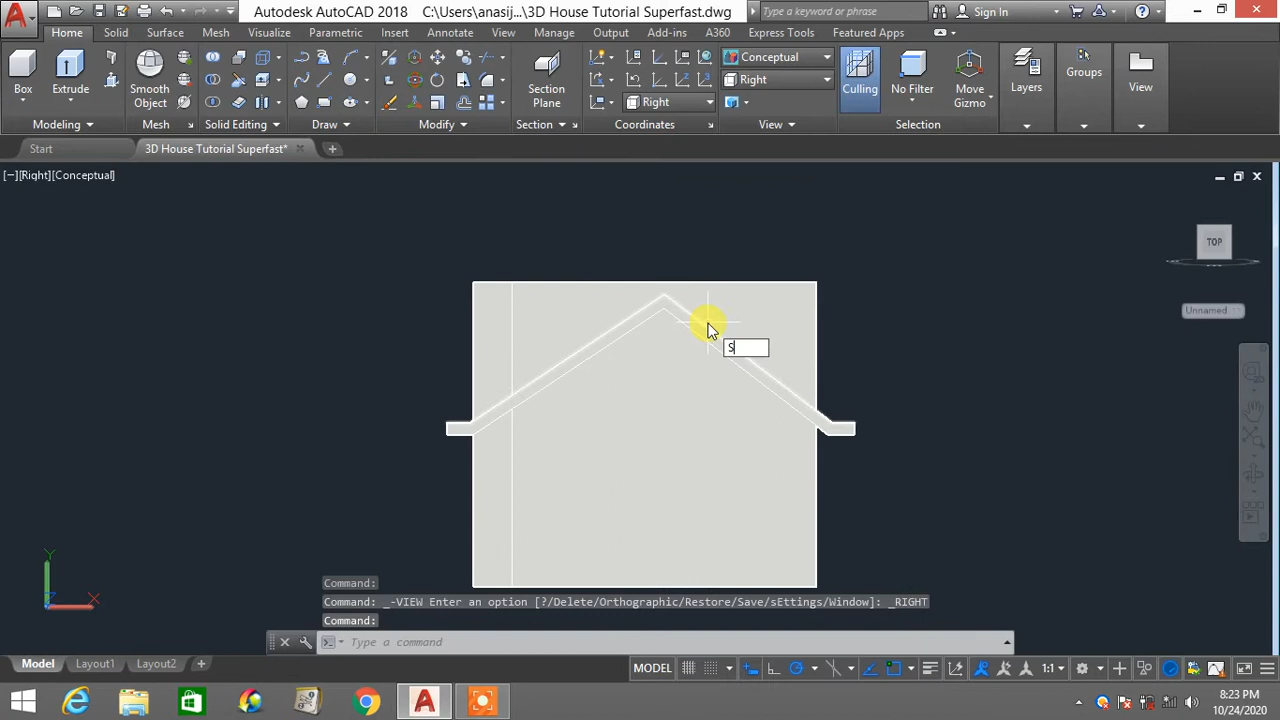 Autodesk AutoCAD 2018 C:\Users\anasij...\3D House Tutorial Superfast.dwg
Type a keyword or phrase
Sign In
Home Solid Surface Mesh Visualize Parametric Insert Annotate View Manage Output Add-ins A360 Express Tools Featured Apps
Conceptual
Right
Right
Box Extrude Smooth Object Section Plane Culling No Filter Move Gizmo Layers Groups View
Modeling Mesh Solid Editing Draw Modify Section Coordinates View Selection
Start 3D House Tutorial Superfast*
[−][Right][Conceptual]
TOP
Unnamed
S
Y
X
Command:
Command: _-VIEW Enter an option [?/Delete/Orthographic/Restore/Save/sEttings/Window]: _RIGHT
Command:
Type a command
Model Layout1 Layout2 MODEL 1:1
8:23 PM
10/24/2020